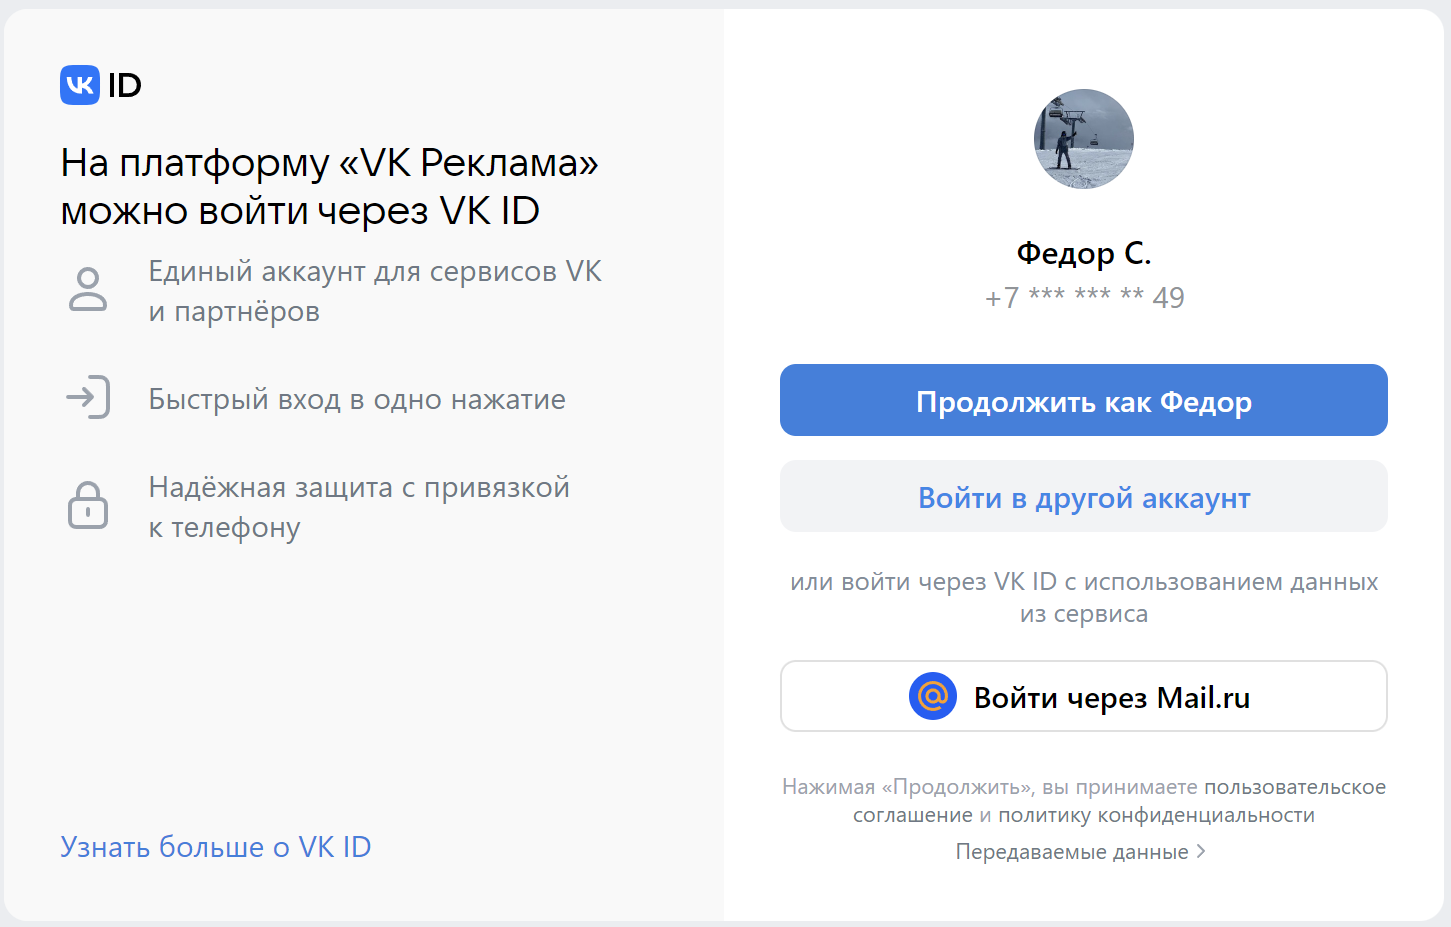 VK ID
На платформу «VK Реклама»
можно войти через VK ID
Единый аккаунт для сервисов VK
и партнёров
Быстрый вход в одно нажатие
Надёжная защита с привязкой
к телефону
Узнать больше о VK ID
Федор С.
+7 *** *** ** 49
Продолжить как Федор
Войти в другой аккаунт
или войти через VK ID с использованием данных
из сервиса
@ Войти через Mail.ru
Нажимая «Продолжить», вы принимаете пользовательское
соглашение и политику конфиденциальности
Передаваемые данные